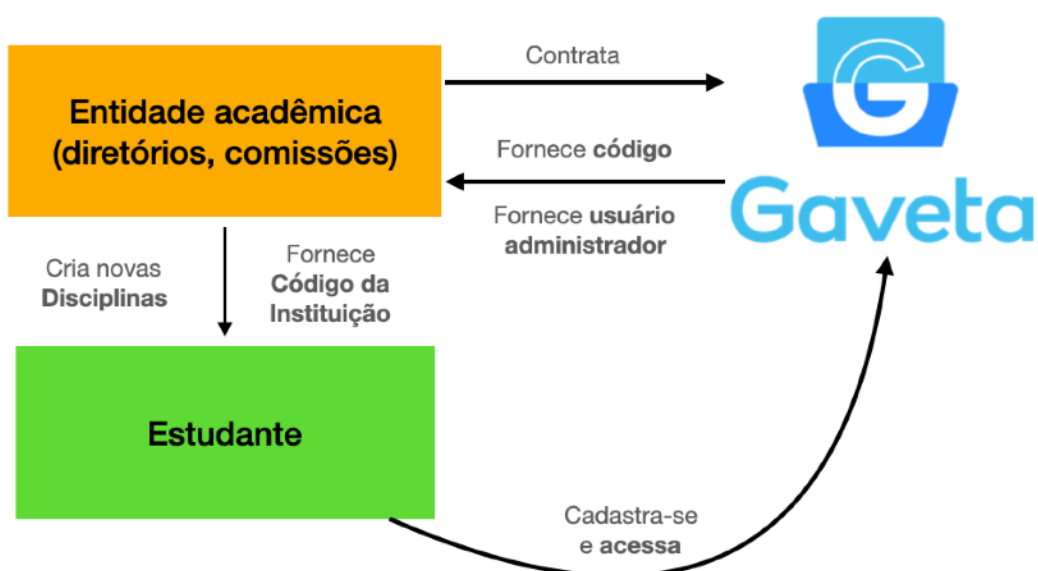 Contrata
G
Entidade acadêmica
(diretórios, comissões)
Fornece código
Gaveta
Fornece usuário
administrador
Cria novas
Disciplinas
Fornece
Código da
Instituição
Estudante
Cadastra-se
e acessa